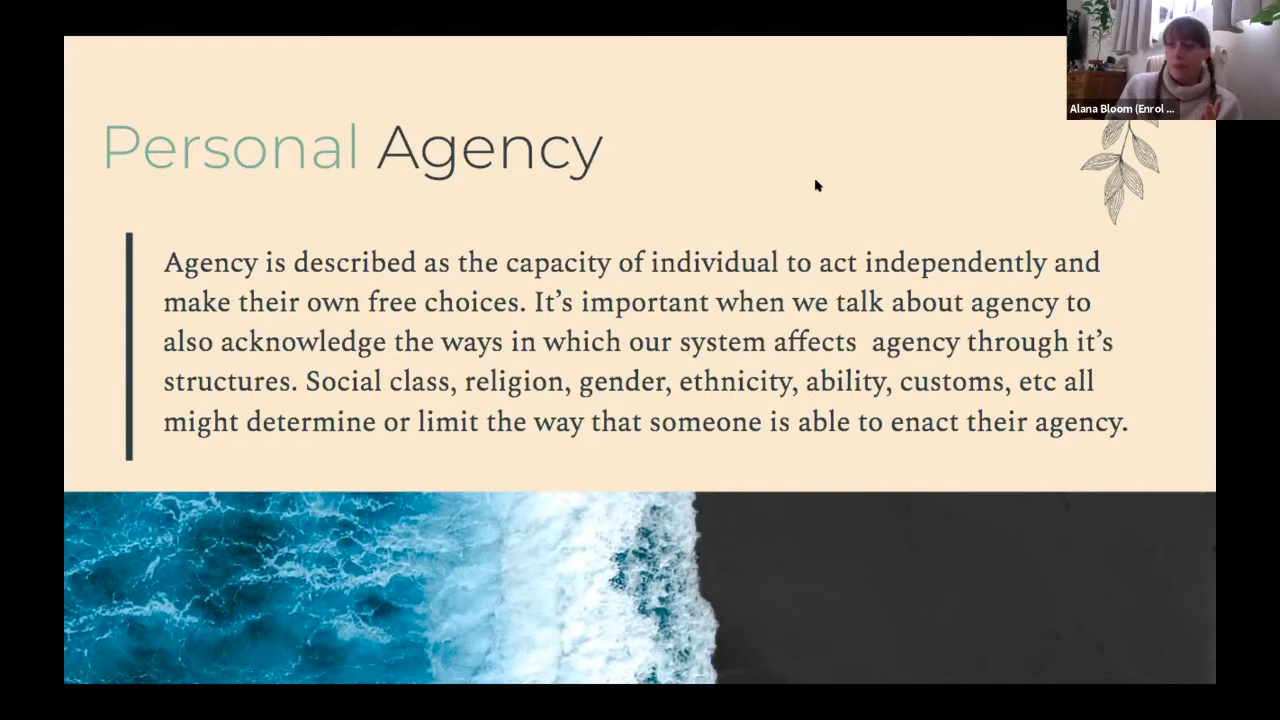 Alana Bloom (Enrol ...
Personal Agency
Agency is described as the capacity of individual to act independently and
make their own free choices. It’s important when we talk about agency to
also acknowledge the ways in which our system affects  agency through it’s
structures. Social class, religion, gender, ethnicity, ability, customs, etc all
might determine or limit the way that someone is able to enact their agency.